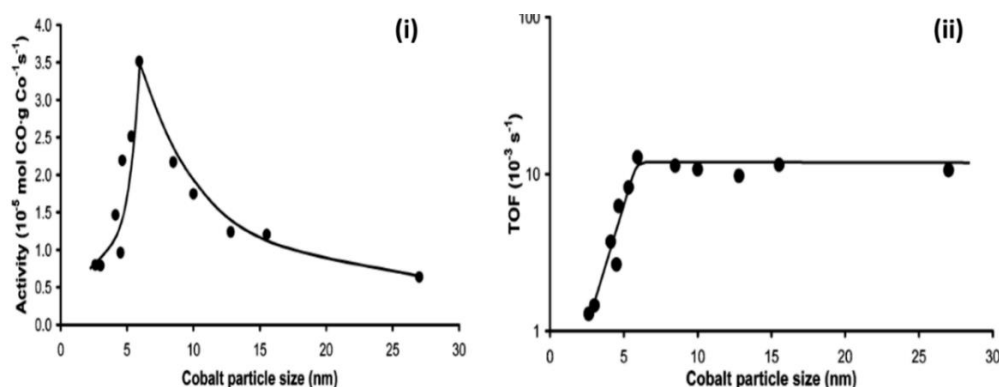 (i)
Activity (10⁻⁵ mol CO·g Co⁻¹s⁻¹)
4.0
3.5
3.0
2.5
2.0
1.5
1.0
0.5
0.0
0 5 10 15 20 25 30
Cobalt particle size (nm)
(ii)
TOF (10⁻³ s⁻¹)
100
10
1
0 5 10 15 20 25 30
Cobalt particle size (nm)